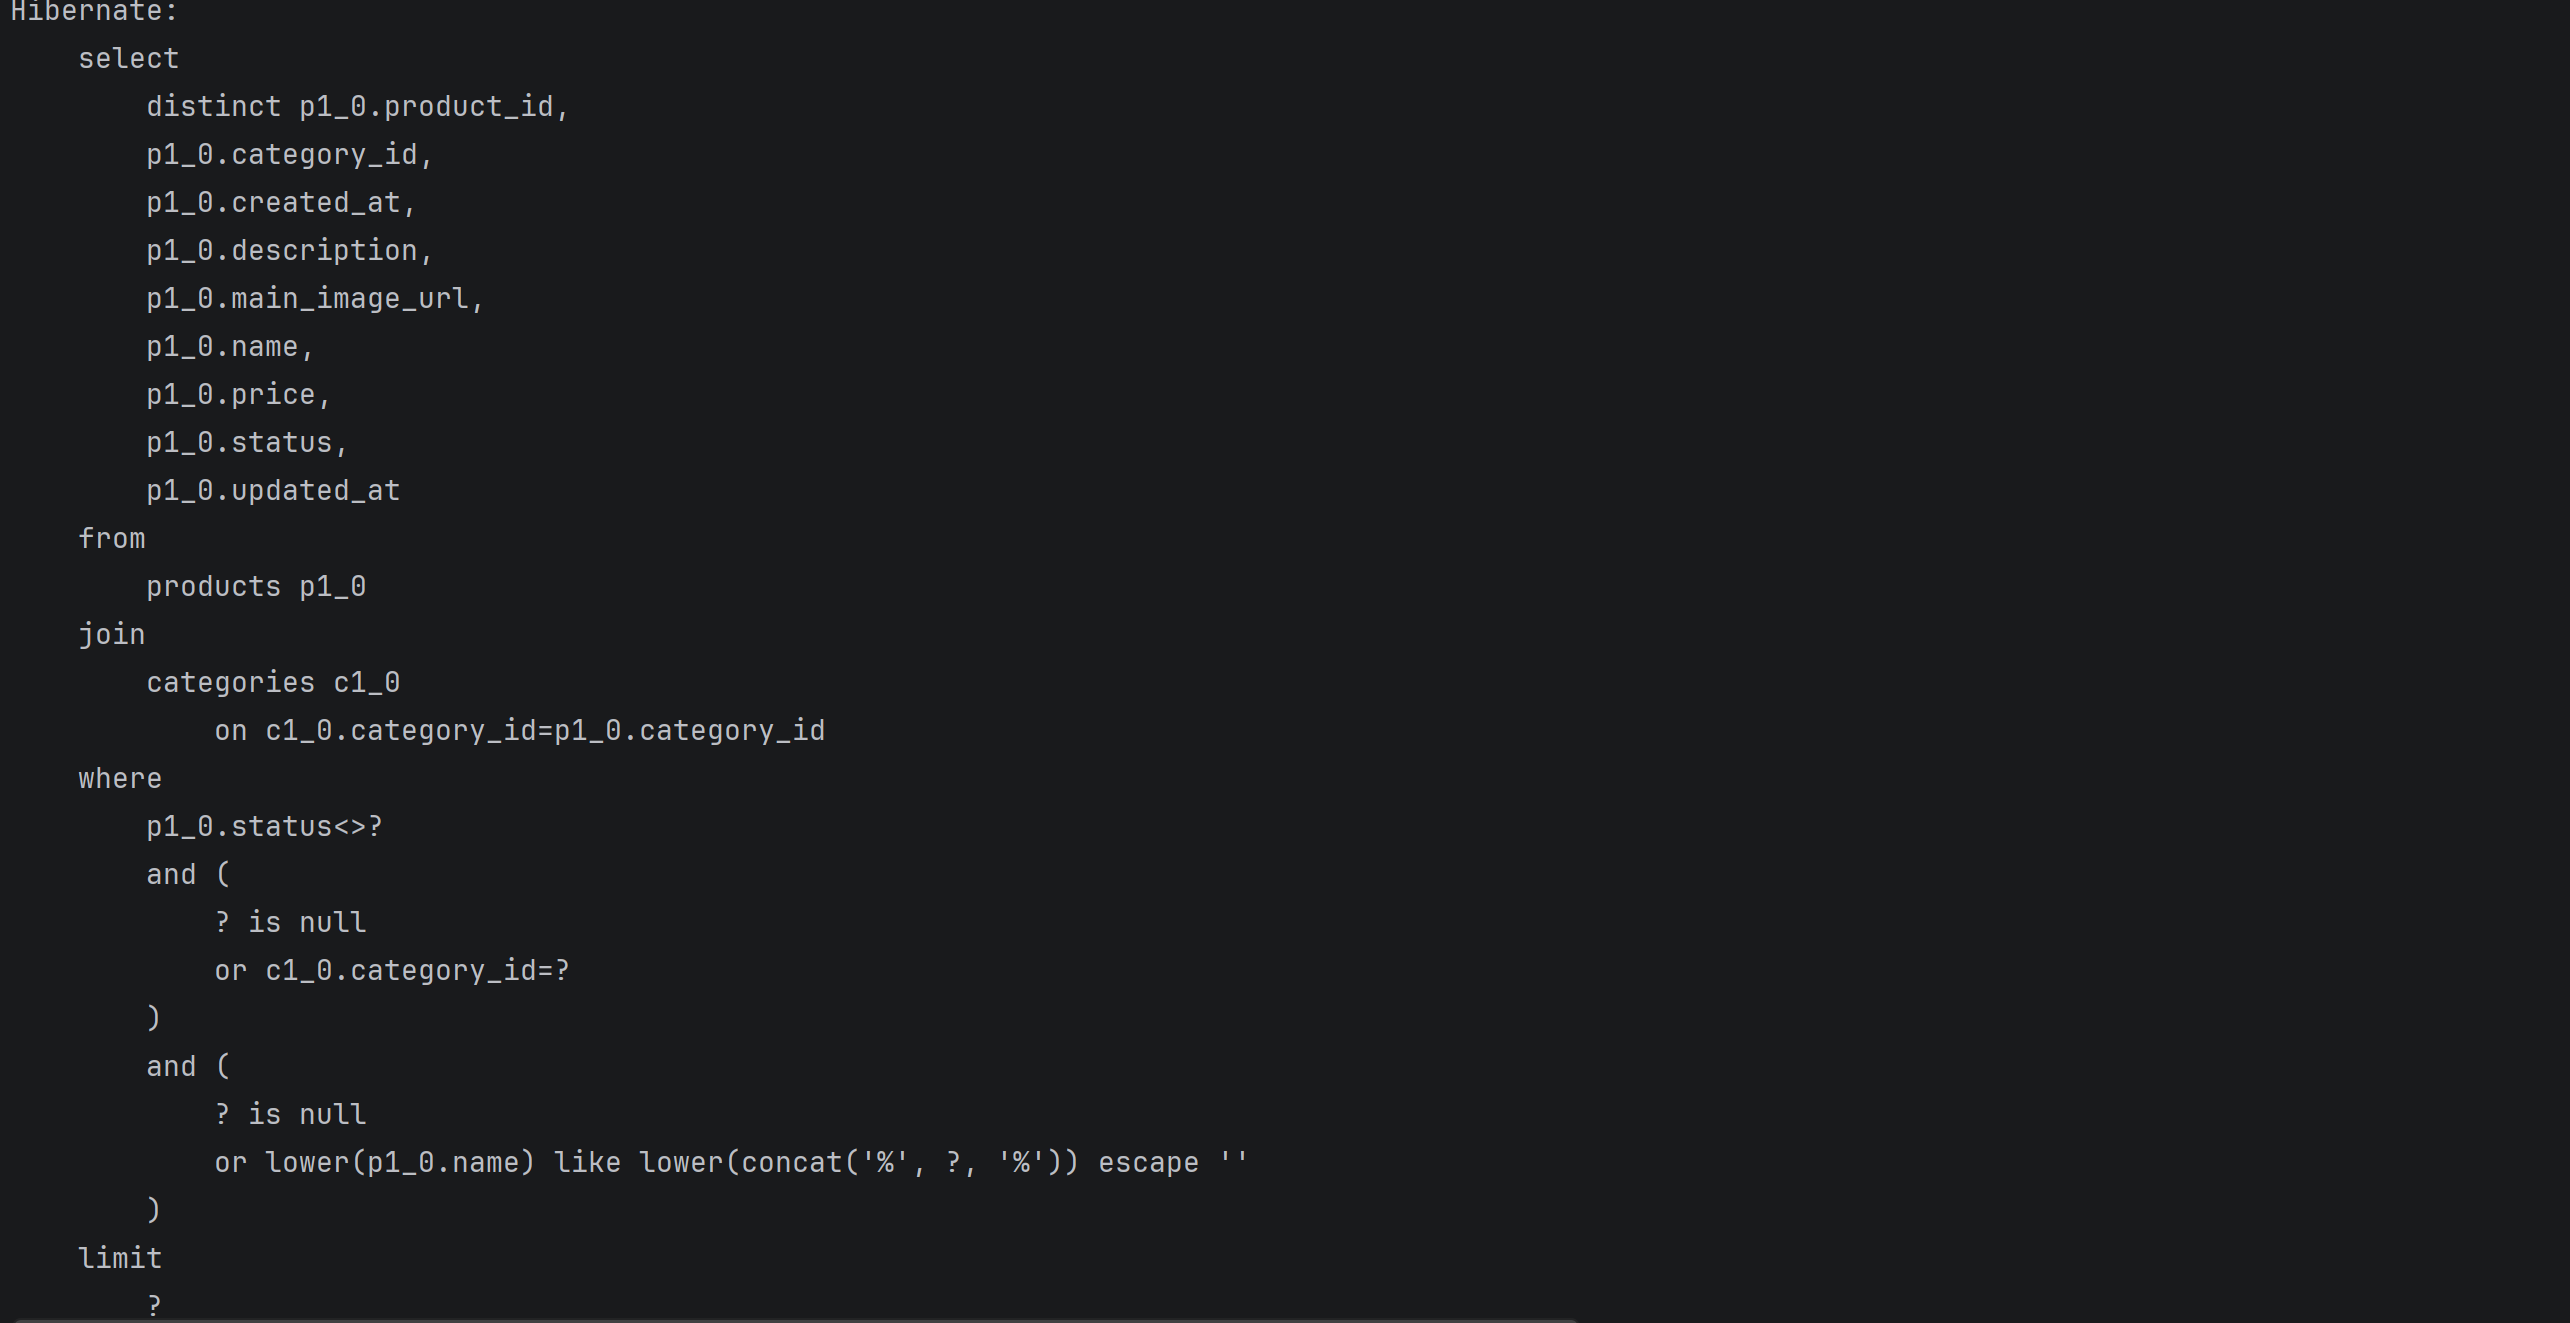 Hibernate:
    select
        distinct p1_0.product_id,
        p1_0.category_id,
        p1_0.created_at,
        p1_0.description,
        p1_0.main_image_url,
        p1_0.name,
        p1_0.price,
        p1_0.status,
        p1_0.updated_at
    from
        products p1_0
    join
        categories c1_0
            on c1_0.category_id=p1_0.category_id
    where
        p1_0.status<>?
        and (
            ? is null
            or c1_0.category_id=?
        )
        and (
            ? is null
            or lower(p1_0.name) like lower(concat('%', ?, '%')) escape ''
        )
    limit
        ?